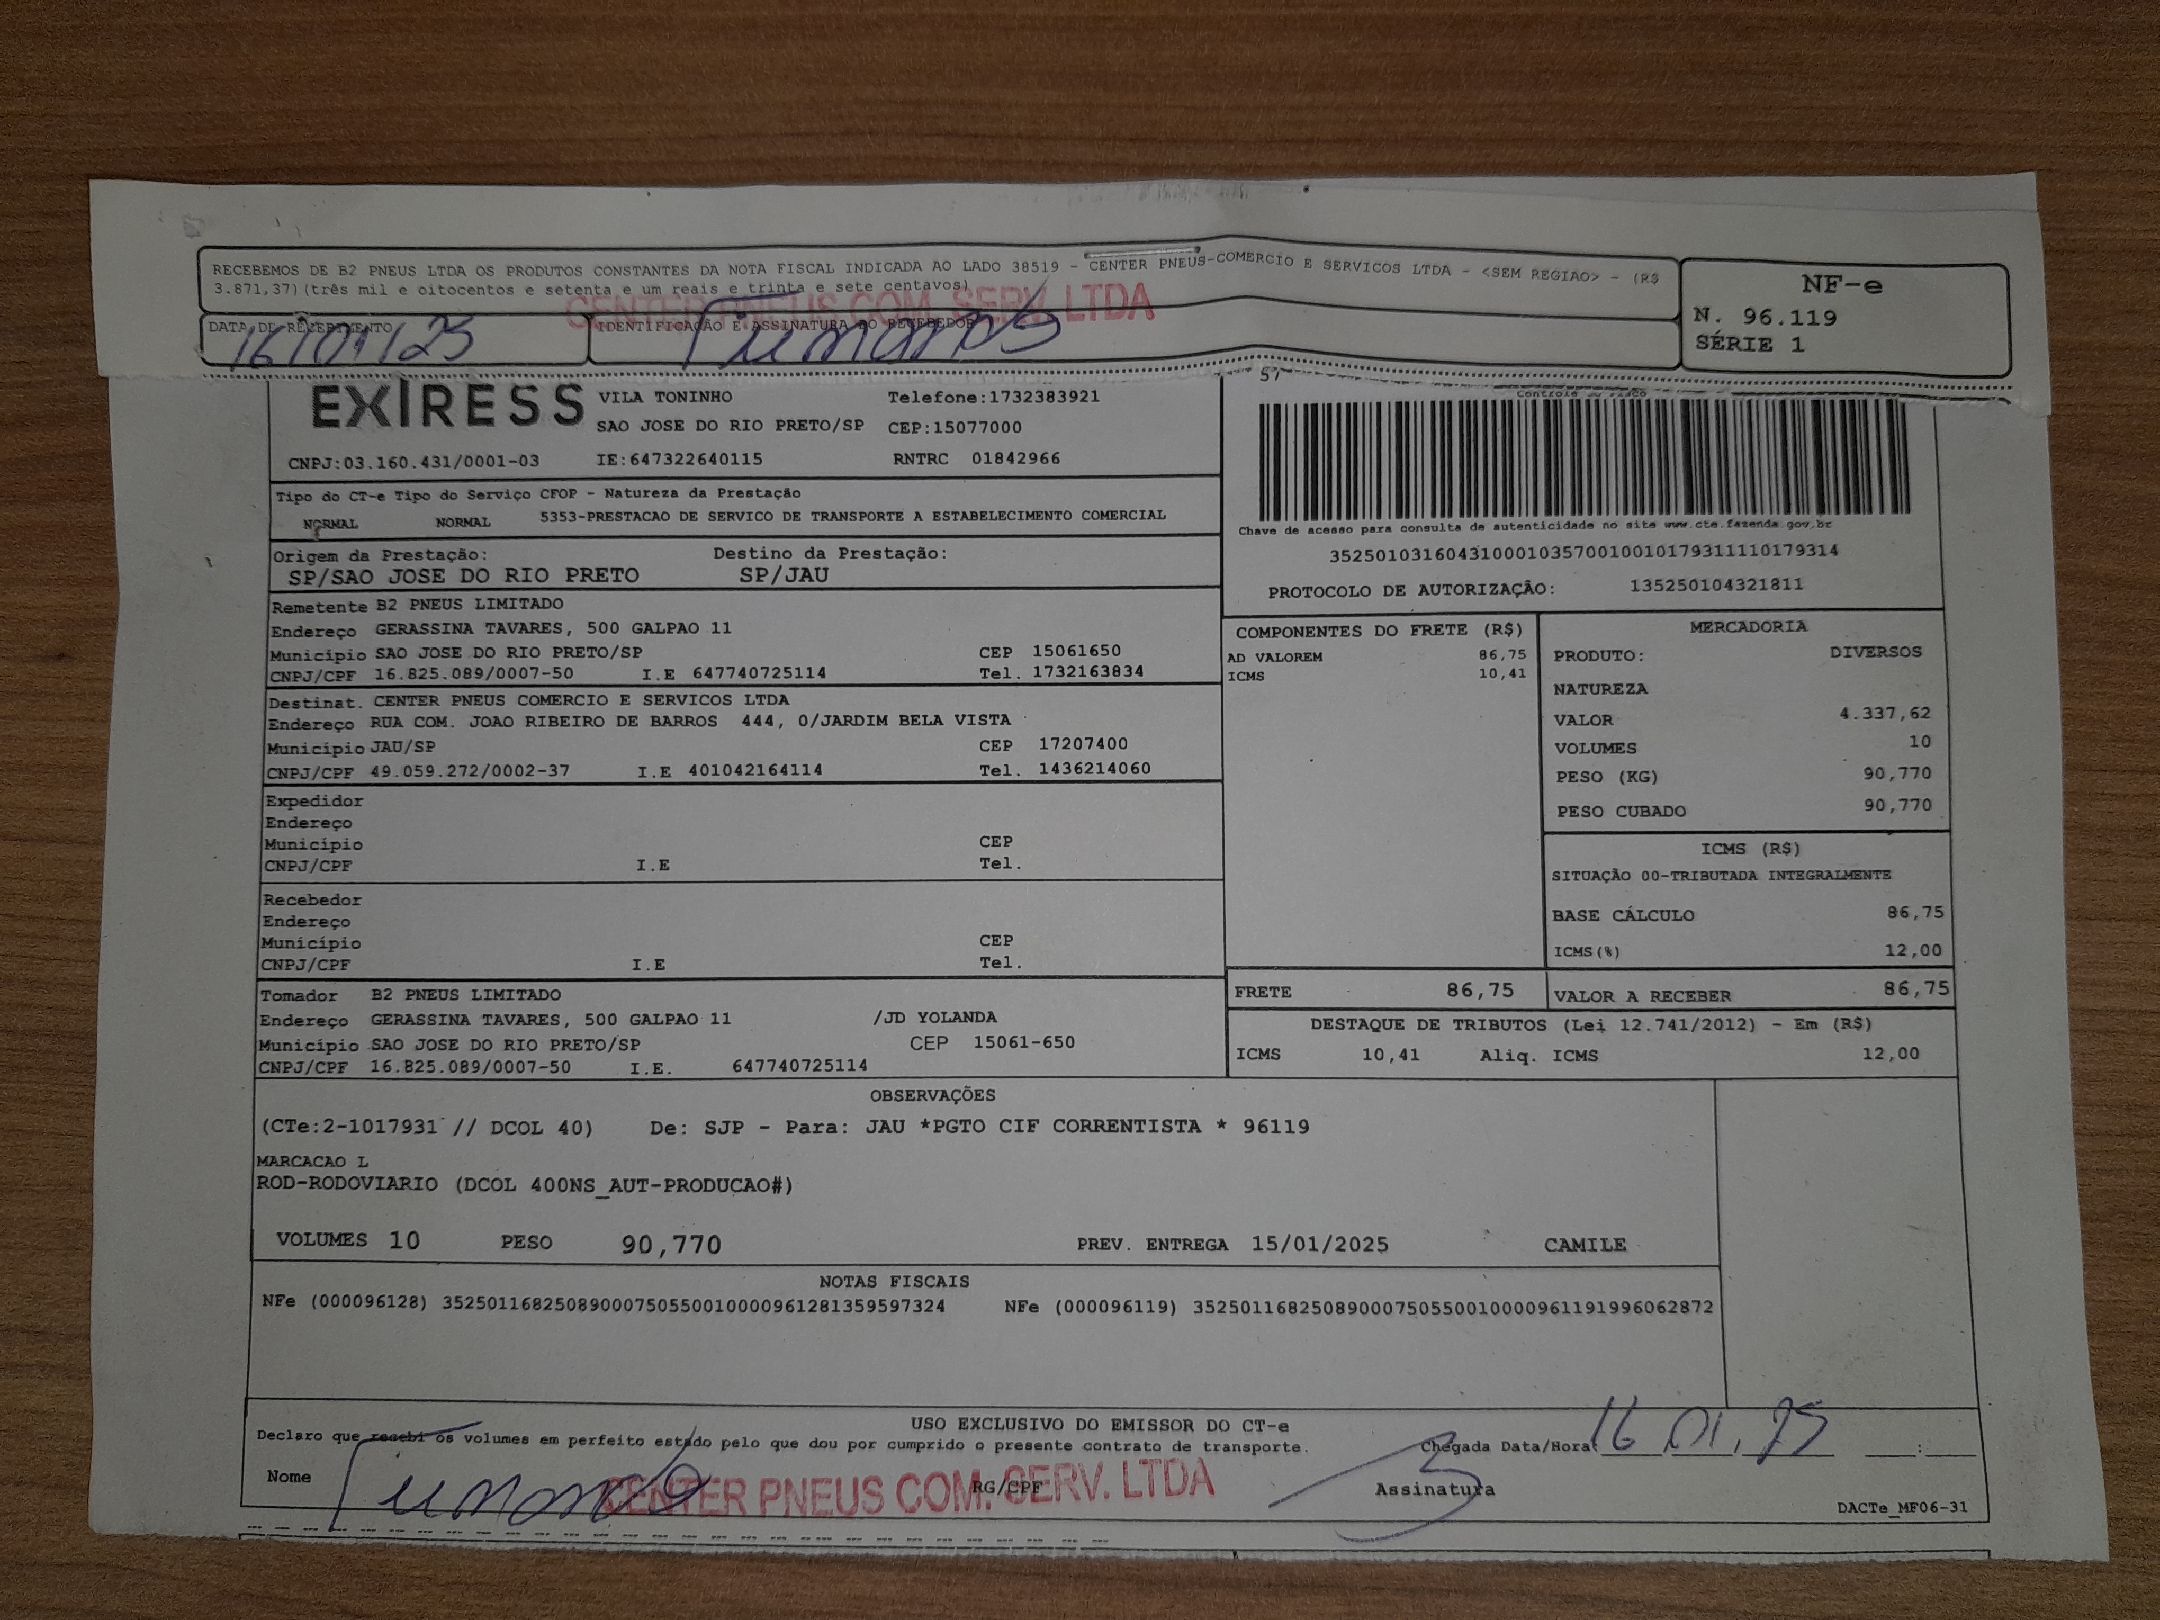 RECEBEMOS DE B2 PNEUS LTDA OS PRODUTOS CONSTANTES DA NOTA FISCAL INDICADA AO LADO 38519 - CENTER PNEUS-COMERCIO E SERVICOS LTDA - <SEM REGIAO> - (R$
3.871,37) (três mil e oitocentos e setenta e um reais e trinta e sete centavos)
CENTER PNEUS COM. SERV. LTDA
DATA DE RECEBIMENTO
16/01/25
IDENTIFICAÇÃO E ASSINATURA DO RECEBEDOR
NF-e
N. 96.119
SÉRIE 1
57
EXIRESS
VILA TONINHO Telefone:1732383921
SAO JOSE DO RIO PRETO/SP CEP:15077000
CNPJ:03.160.431/0001-03 IE:647322640115 RNTRC 01842966
Tipo do CT-e Tipo do Serviço CFOP - Natureza da Prestação
NORMAL NORMAL 5353-PRESTACAO DE SERVICO DE TRANSPORTE A ESTABELECIMENTO COMERCIAL
Origem da Prestação: Destino da Prestação:
SP/SAO JOSE DO RIO PRETO SP/JAU
Controle do Fisco
Chave de acesso para consulta de autenticidade no site www.cte.fazenda.gov.br
35250103160431000103570010010179311110179314
PROTOCOLO DE AUTORIZAÇÃO: 135250104321811
Remetente B2 PNEUS LIMITADO
Endereço GERASSINA TAVARES, 500 GALPAO 11
Município SAO JOSE DO RIO PRETO/SP CEP 15061650
CNPJ/CPF 16.825.089/0007-50 I.E 647740725114 Tel. 1732163834
Destinat. CENTER PNEUS COMERCIO E SERVICOS LTDA
Endereço RUA COM. JOAO RIBEIRO DE BARROS 444, 0/JARDIM BELA VISTA
Município JAU/SP CEP 17207400
CNPJ/CPF 49.059.272/0002-37 I.E 401042164114 Tel. 1436214060
Expedidor
Endereço
Município CEP
CNPJ/CPF I.E Tel.
Recebedor
Endereço
Município CEP
CNPJ/CPF I.E Tel.
Tomador B2 PNEUS LIMITADO
Endereço GERASSINA TAVARES, 500 GALPAO 11 /JD YOLANDA
Município SAO JOSE DO RIO PRETO/SP CEP 15061-650
CNPJ/CPF 16.825.089/0007-50 I.E. 647740725114
COMPONENTES DO FRETE (R$)
AD VALOREM 86,75
ICMS 10,41
MERCADORIA
PRODUTO: DIVERSOS
NATUREZA
VALOR 4.337,62
VOLUMES 10
PESO (KG) 90,770
PESO CUBADO 90,770
ICMS (R$)
SITUAÇÃO 00-TRIBUTADA INTEGRALMENTE
BASE CÁLCULO 86,75
ICMS(%) 12,00
FRETE 86,75 VALOR A RECEBER 86,75
DESTAQUE DE TRIBUTOS (Lei 12.741/2012) - Em (R$)
ICMS 10,41 Aliq. ICMS 12,00
OBSERVAÇÕES
(CTe:2-1017931 // DCOL 40) De: SJP - Para: JAU *PGTO CIF CORRENTISTA * 96119
MARCACAO L
ROD-RODOVIARIO (DCOL 400NS_AUT-PRODUCAO#)
VOLUMES 10 PESO 90,770 PREV. ENTREGA 15/01/2025 CAMILE
NOTAS FISCAIS
NFe (000096128) 35250116825089000750550010000961281359597324 NFe (000096119) 35250116825089000750550010000961191996062872
USO EXCLUSIVO DO EMISSOR DO CT-e
Declaro que recebi os volumes em perfeito estado pelo que dou por cumprido o presente contrato de transporte. Chegada Data/Hora 16 01, 25 :
Nome RG/CPF Assinatura
CENTER PNEUS COM. SERV. LTDA
DACTe_MF06-31